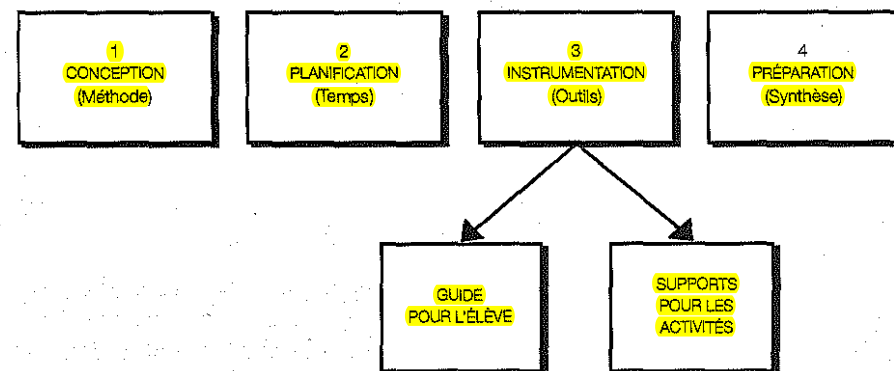 1
CONCEPTION
(Méthode)
2
PLANIFICATION
(Temps)
3
INSTRUMENTATION
(Outils)
4
PRÉPARATION
(Synthèse)
GUIDE
POUR L'ÉLÈVE
SUPPORTS
POUR LES
ACTIVITÉS